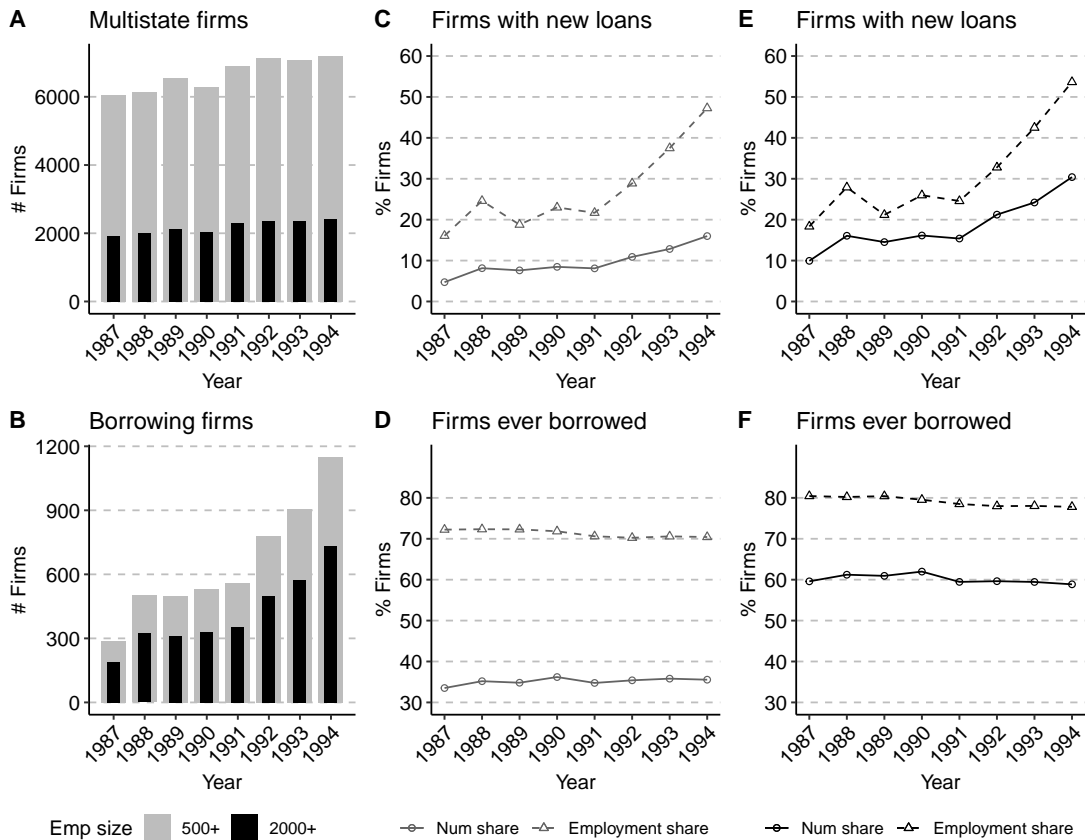 A Multistate firms
# Firms
6000
4000
2000
0
1987 1988 1989 1990 1991 1992 1993 1994
Year
B Borrowing firms
# Firms
1200
900
600
300
0
1987 1988 1989 1990 1991 1992 1993 1994
Year
Emp size 500+ 2000+
C Firms with new loans
% Firms
60
50
40
30
20
10
0
1987 1988 1989 1990 1991 1992 1993 1994
Year
D Firms ever borrowed
% Firms
80
70
60
50
40
30
1987 1988 1989 1990 1991 1992 1993 1994
Year
Num share Employment share
E Firms with new loans
% Firms
60
50
40
30
20
10
0
1987 1988 1989 1990 1991 1992 1993 1994
Year
F Firms ever borrowed
% Firms
80
70
60
50
40
30
1987 1988 1989 1990 1991 1992 1993 1994
Year
Num share Employment share